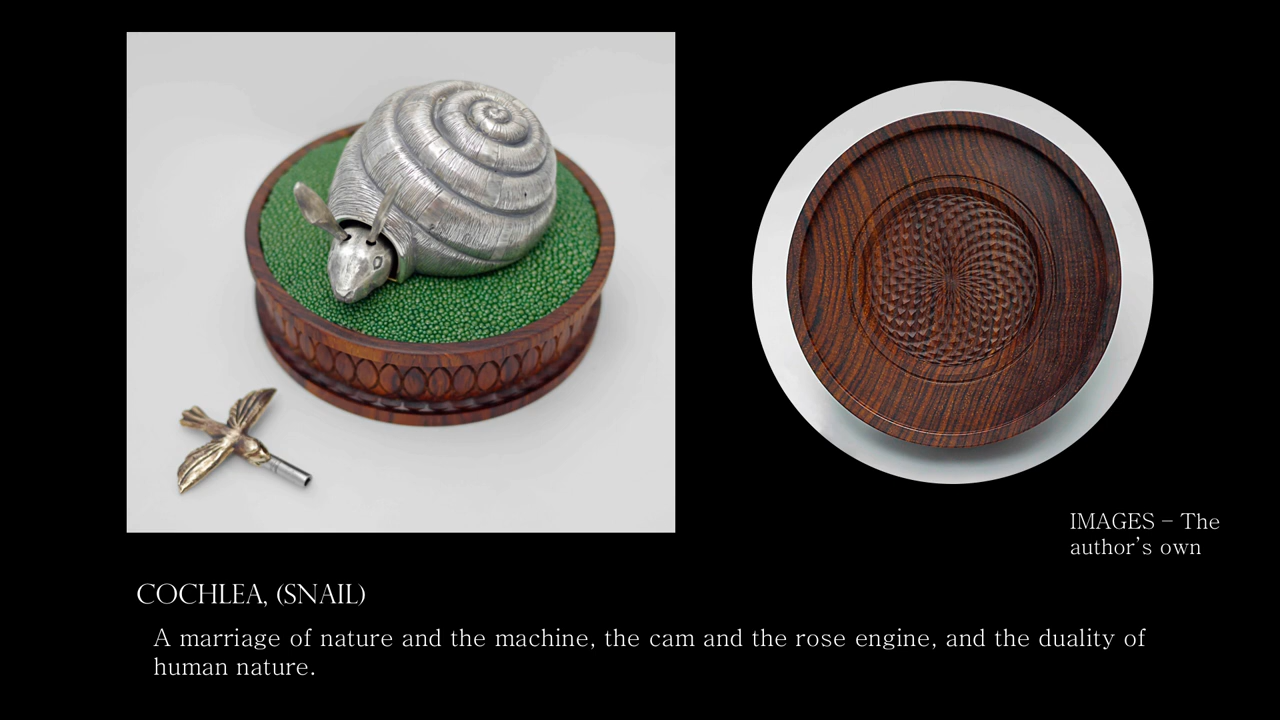 IMAGES – The
author’s own
COCHLEA, (SNAIL)
A marriage of nature and the machine, the cam and the rose engine, and the duality of
human nature.